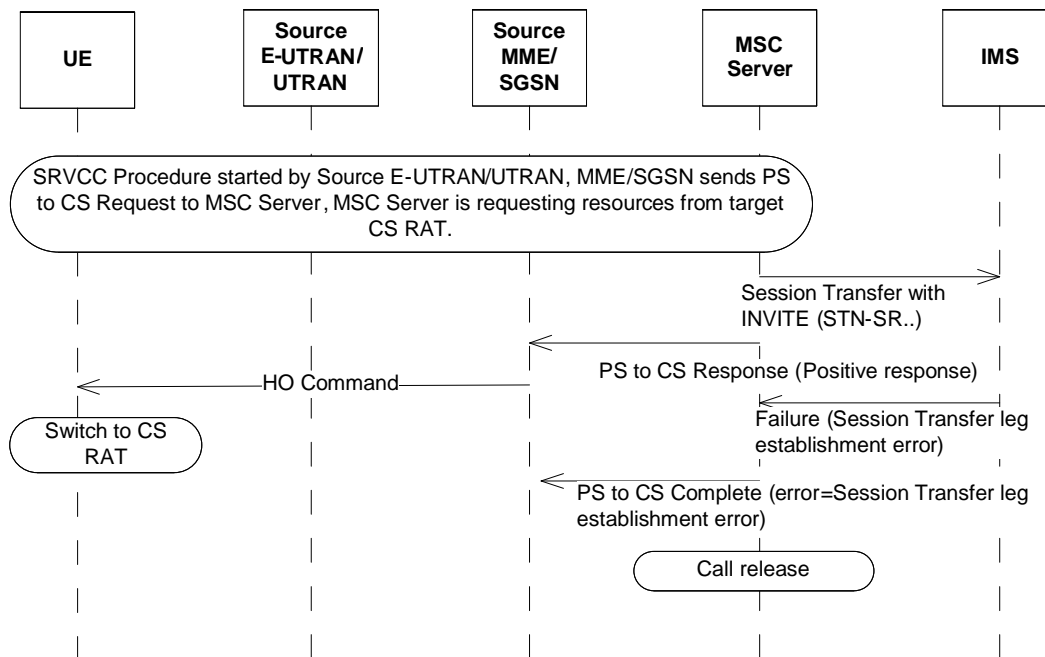 UE
Source
E-UTRAN/
UTRAN
Source
MME/
SGSN
MSC
Server
IMS
SRVCC Procedure started by Source E-UTRAN/UTRAN, MME/SGSN sends PS
to CS Request to MSC Server, MSC Server is requesting resources from target
CS RAT.
Session Transfer with
INVITE (STN-SR..)
PS to CS Response (Positive response)
HO Command
Failure (Session Transfer leg
establishment error)
Switch to CS
RAT
PS to CS Complete (error=Session Transfer leg
establishment error)
Call release